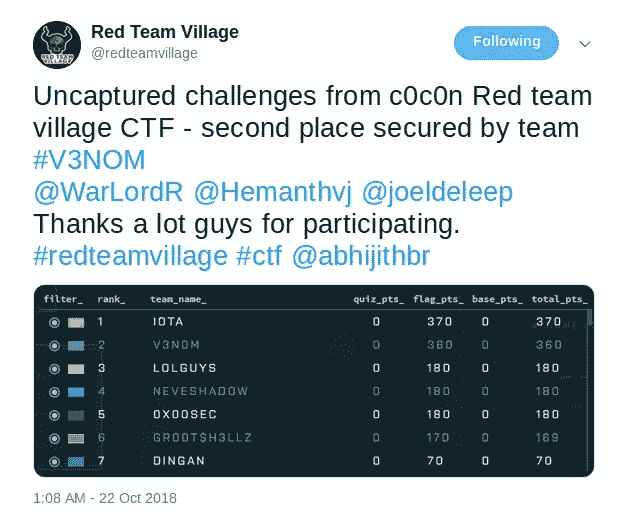 Red Team Village
@redteamvillage
Following
Uncaptured challenges from c0c0n Red team
village CTF - second place secured by team
#V3NOM
@WarLordR @Hemanthvj @joeldeleep
Thanks a lot guys for participating.
#redteamvillage #ctf @abhijithbr
filter_ rank_ team_name_ quiz_pts_ flag_pts_ base_pts_ total_pts_
1 IOTA 0 370 0 370
2 V3NOM 0 360 0 360
3 LOLGUYS 0 180 0 180
4 NEVESHADOW 0 180 0 180
5 0X00SEC 0 180 0 180
6 GR00T$H3LLZ 0 170 0 169
7 DINGAN 0 70 0 70
1:08 AM - 22 Oct 2018